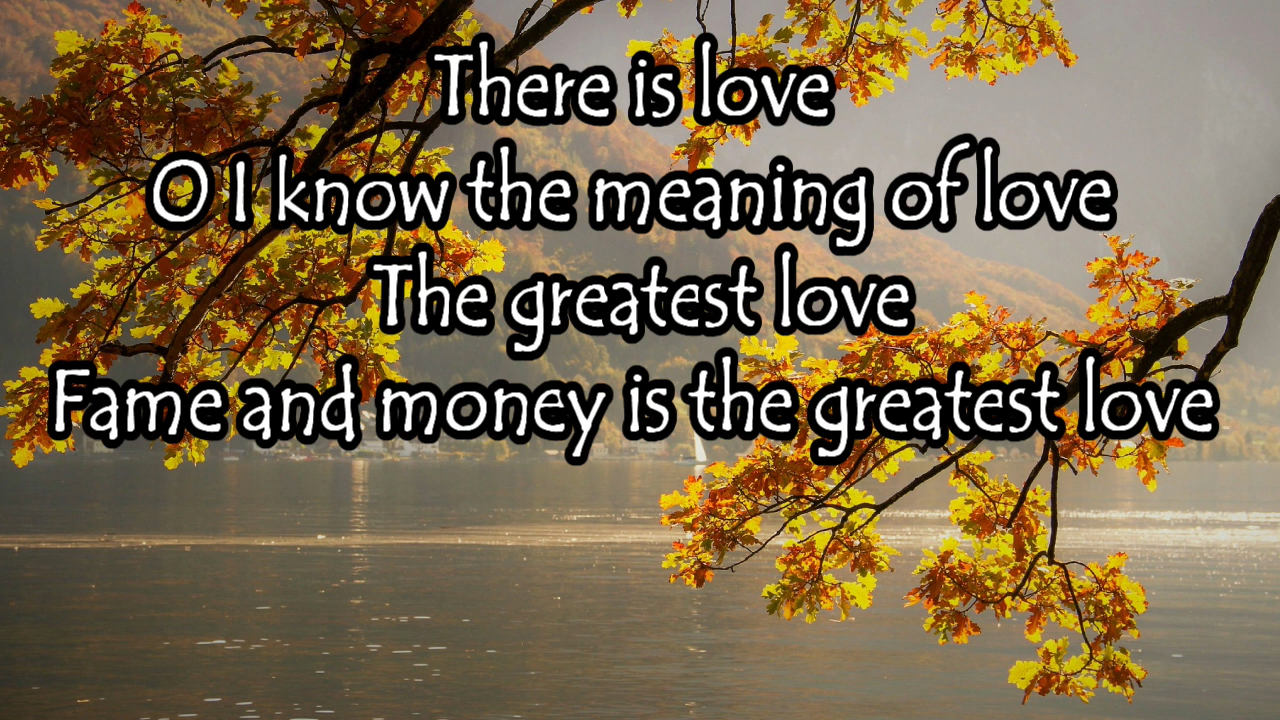 There is love
O I know the meaning of love
The greatest love
Fame and money is the greatest love